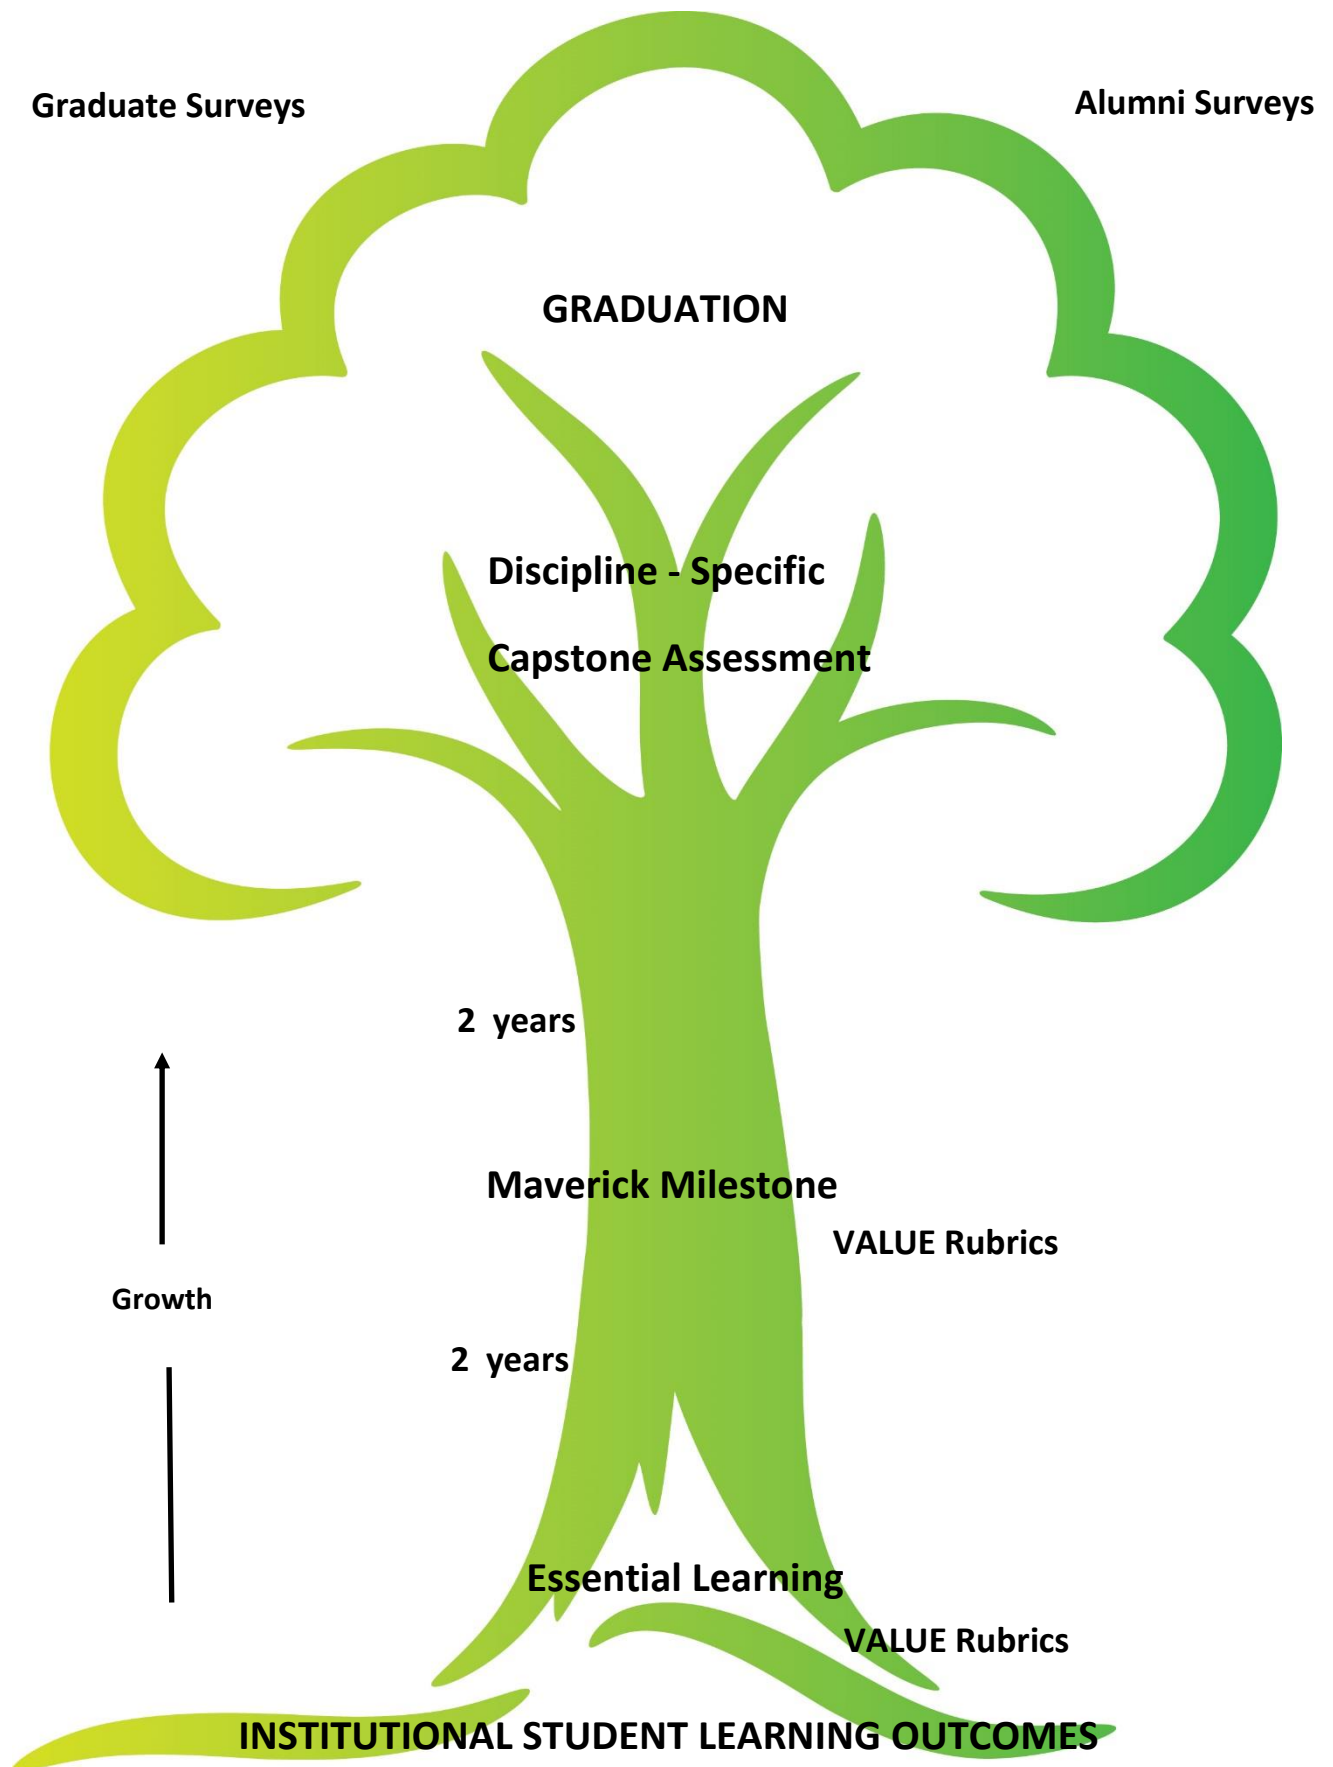 Graduate Surveys
Alumni Surveys
GRADUATION
Discipline - Specific
Capstone Assessment
2 years
Maverick Milestone
VALUE Rubrics
Growth
2 years
Essential Learning
VALUE Rubrics
INSTITUTIONAL STUDENT LEARNING OUTCOMES